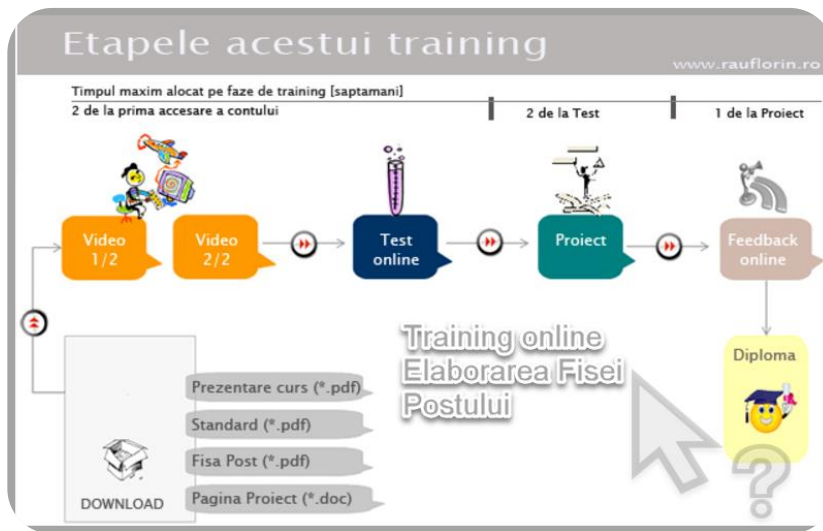 Etapele acestui training
www.rauflorin.ro
Timpul maxim alocat pe faze de training [saptamani]
2 de la prima accesare a contului
2 de la Test
1 de la Proiect
Video
1/2
Video
2/2
Test
online
Proiect
Feedback
online
Training online
Elaborarea Fisei
Postului
Diploma
Prezentare curs (*.pdf)
Standard (*.pdf)
Fisa Post (*.pdf)
Pagina Proiect (*.doc)
DOWNLOAD
?